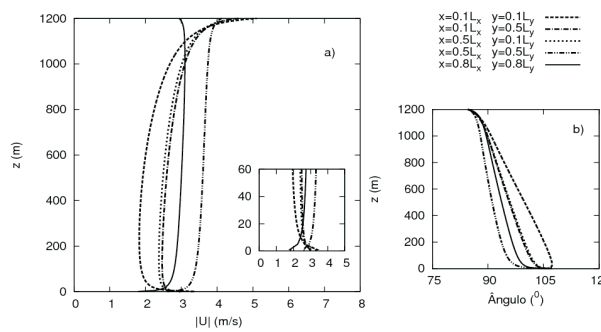 x=0.1Lx y=0.1Ly
x=0.1Lx y=0.5Ly
x=0.5Lx y=0.1Ly
x=0.5Lx y=0.5Ly
x=0.8Lx y=0.8Ly
a)
1200
1000
800
600
400
200
0
z (m)
0 1 2 3 4 5 6 7 8
|U| (m/s)
60
40
20
0
0 1 2 3 4 5
b)
1200
1000
800
600
400
200
0
z (m)
75 90 105 12
Ângulo (⁰)